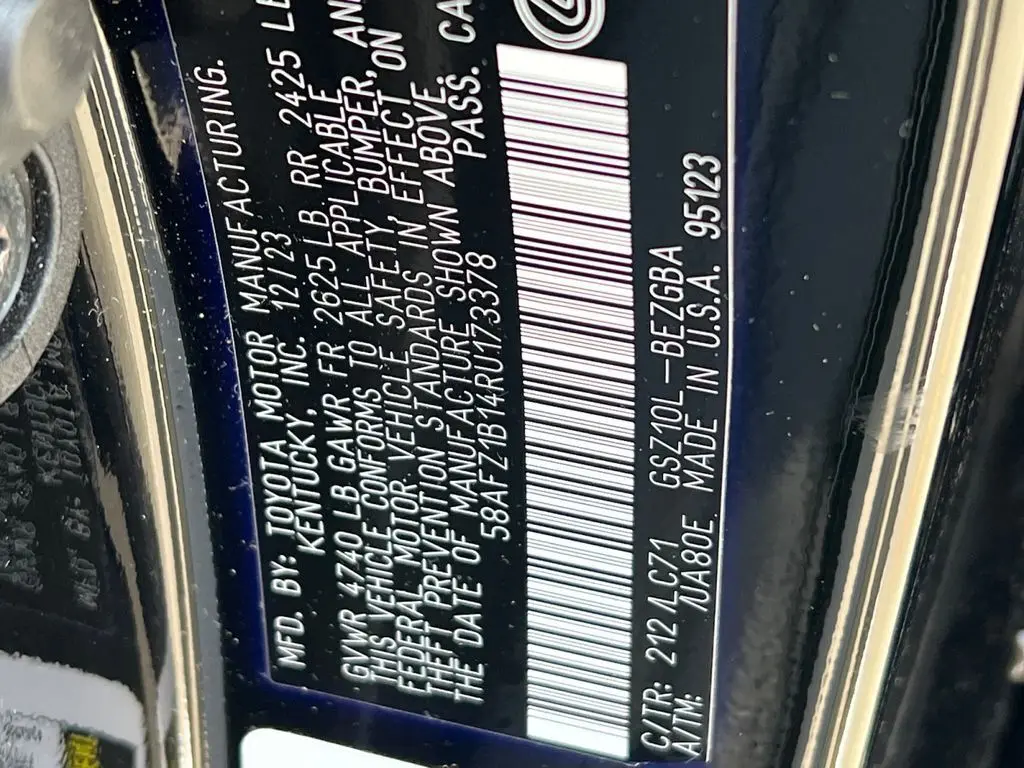 MFD. BY: TOYOTA MOTOR MANUFACTURING.
KENTUCKY, INC. 12/23
GVWR 4740 LB GAWR FR 2625 LB RR 2425 LB
THIS VEHICLE CONFORMS TO ALL APPLICABLE
FEDERAL MOTOR VEHICLE SAFETY, BUMPER, AND
THEFT PREVENTION STANDARDS IN EFFECT ON
THE DATE OF MANUFACTURE SHOWN ABOVE.
58AFZ1B14RU173378 PASS. CA
C/TR: 212 LC71 GSZ10L-BEZGBA
A/TM: UA80E MADE IN U.S.A. 95123